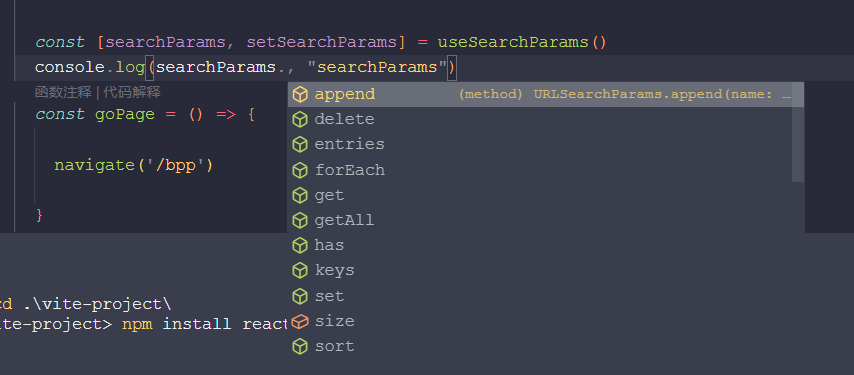 const [searchParams, setSearchParams] = useSearchParams()
console.log(searchParams., "searchParams")
函数注释 | 代码解释
append (method) URLSearchParams.append(name: …
const goPage = () => {
delete
entries
navigate('/bpp')
forEach
get
}
getAll
has
keys
cd .\vite-project\
set
ite-project> npm install react
size
sort